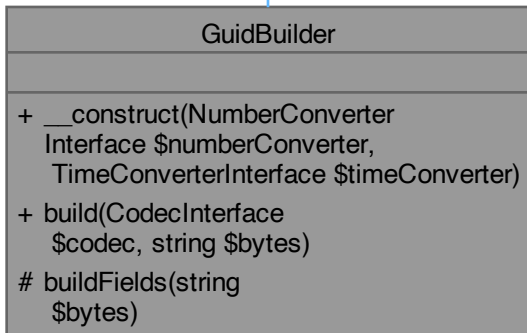 GuidBuilder
+ __construct(NumberConverter
Interface $numberConverter,
TimeConverterInterface $timeConverter)
+ build(CodecInterface
$codec, string $bytes)
# buildFields(string
$bytes)